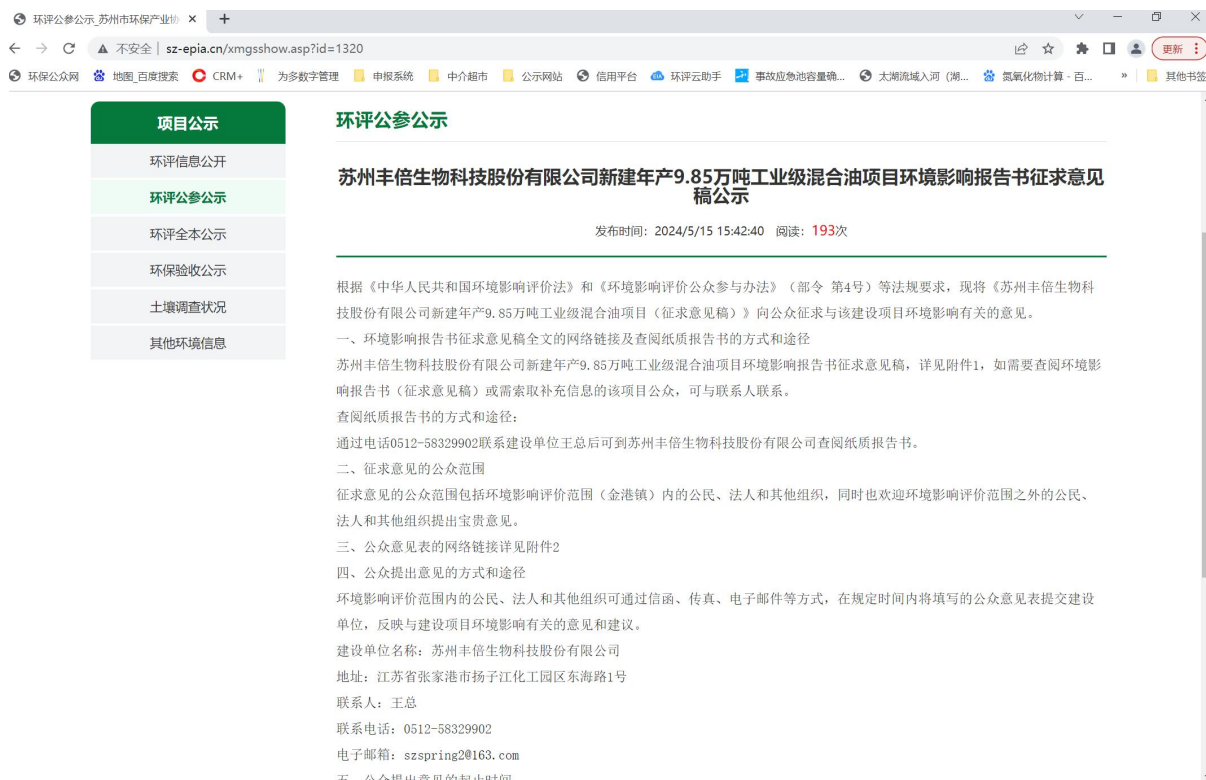 环评公参公示_苏州市环保产业协
不安全 | sz-epia.cn/xmgsshow.asp?id=1320
更新
环保公众网 地图_百度搜索 CRM+ 为多数字管理 申报系统 中介超市 公示网站 信用平台 环评云助手 事故应急池容量确... 太湖流域入河（湖... 氮氧化物计算 - 百... » 其他书签
项目公示
环评信息公开
环评公参公示
环评全本公示
环保验收公示
土壤调查状况
其他环境信息
环评公参公示
苏州丰倍生物科技股份有限公司新建年产9.85万吨工业级混合油项目环境影响报告书征求意见
稿公示
发布时间：2024/5/15 15:42:40 阅读：193次
根据《中华人民共和国环境影响评价法》和《环境影响评价公众参与办法》（部令 第4号）等法规要求，现将《苏州丰倍生物科
技股份有限公司新建年产9.85万吨工业级混合油项目（征求意见稿）》向公众征求与该建设项目环境影响有关的意见。
一、环境影响报告书征求意见稿全文的网络链接及查阅纸质报告书的方式和途径
苏州丰倍生物科技股份有限公司新建年产9.85万吨工业级混合油项目环境影响报告书征求意见稿，详见附件1，如需要查阅环境影
响报告书（征求意见稿）或需索取补充信息的该项目公众，可与联系人联系。
查阅纸质报告书的方式和途径：
通过电话0512-58329902联系建设单位王总后可到苏州丰倍生物科技股份有限公司查阅纸质报告书。
二、征求意见的公众范围
征求意见的公众范围包括环境影响评价范围（金港镇）内的公民、法人和其他组织，同时也欢迎环境影响评价范围之外的公民、
法人和其他组织提出宝贵意见。
三、公众意见表的网络链接详见附件2
四、公众提出意见的方式和途径
环境影响评价范围内的公民、法人和其他组织可通过信函、传真、电子邮件等方式，在规定时间内将填写的公众意见表提交建设
单位，反映与建设项目环境影响有关的意见和建议。
建设单位名称：苏州丰倍生物科技股份有限公司
地址：江苏省张家港市扬子江化工园区东海路1号
联系人：王总
联系电话：0512-58329902
电子邮箱：szspring2@163.com
五、公众提出意见的起止时间